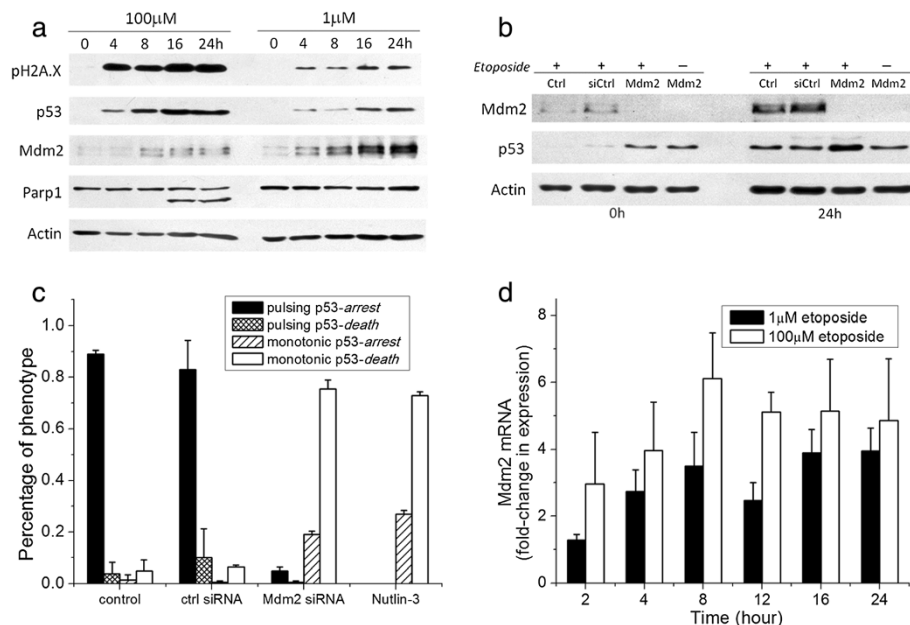 a
100µM 1µM
0 4 8 16 24h 0 4 8 16 24h
pH2A.X
p53
Mdm2
Parp1
Actin
b
Etoposide + + + – + + + –
Ctrl siCtrl Mdm2 Mdm2 Ctrl siCtrl Mdm2 Mdm2
Mdm2
p53
Actin
0h 24h
c
pulsing p53-arrest
pulsing p53-death
monotonic p53-arrest
monotonic p53-death
Percentage of phenotype
1.0
0.8
0.6
0.4
0.2
0.0
control ctrl siRNA Mdm2 siRNA Nutlin-3
d
1µM etoposide
100µM etoposide
Mdm2 mRNA
(fold-change in expression)
8
6
4
2
0
2 4 8 12 16 24
Time (hour)